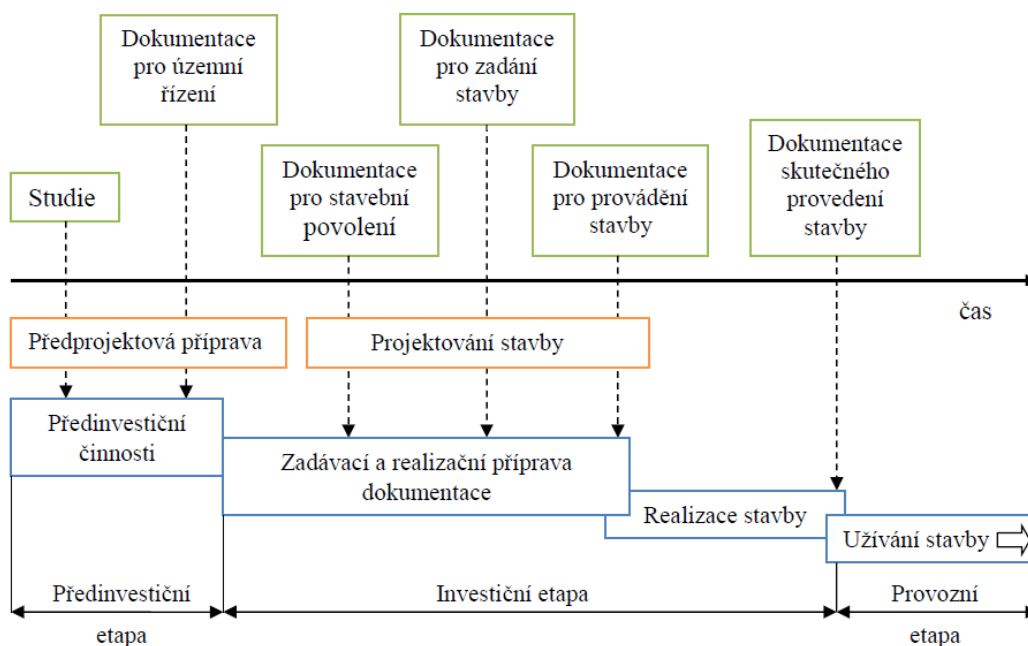 Dokumentace
pro územní
řízení
Dokumentace
pro zadání
stavby
Studie
Dokumentace
pro stavební
povolení
Dokumentace
pro provádění
stavby
Dokumentace
skutečného
provedení
stavby
čas
Předprojektová příprava
Projektování stavby
Předinvestiční
činnosti
Zadávací a realizační příprava
dokumentace
Realizace stavby
Užívání stavby
Předinvestiční
etapa
Investiční etapa
Provozní
etapa